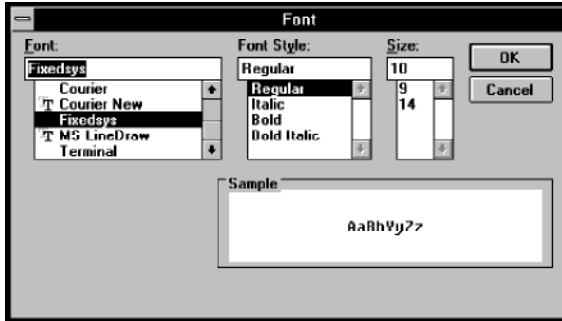 Font
Font: Font Style: Size:
Fixedsys Regular 10 OK
Courier Regular 9 Cancel
Courier New Italic 14
Fixedsys Bold
MS LineDraw Bold Italic
Terminal
Sample
AaBbYyZz